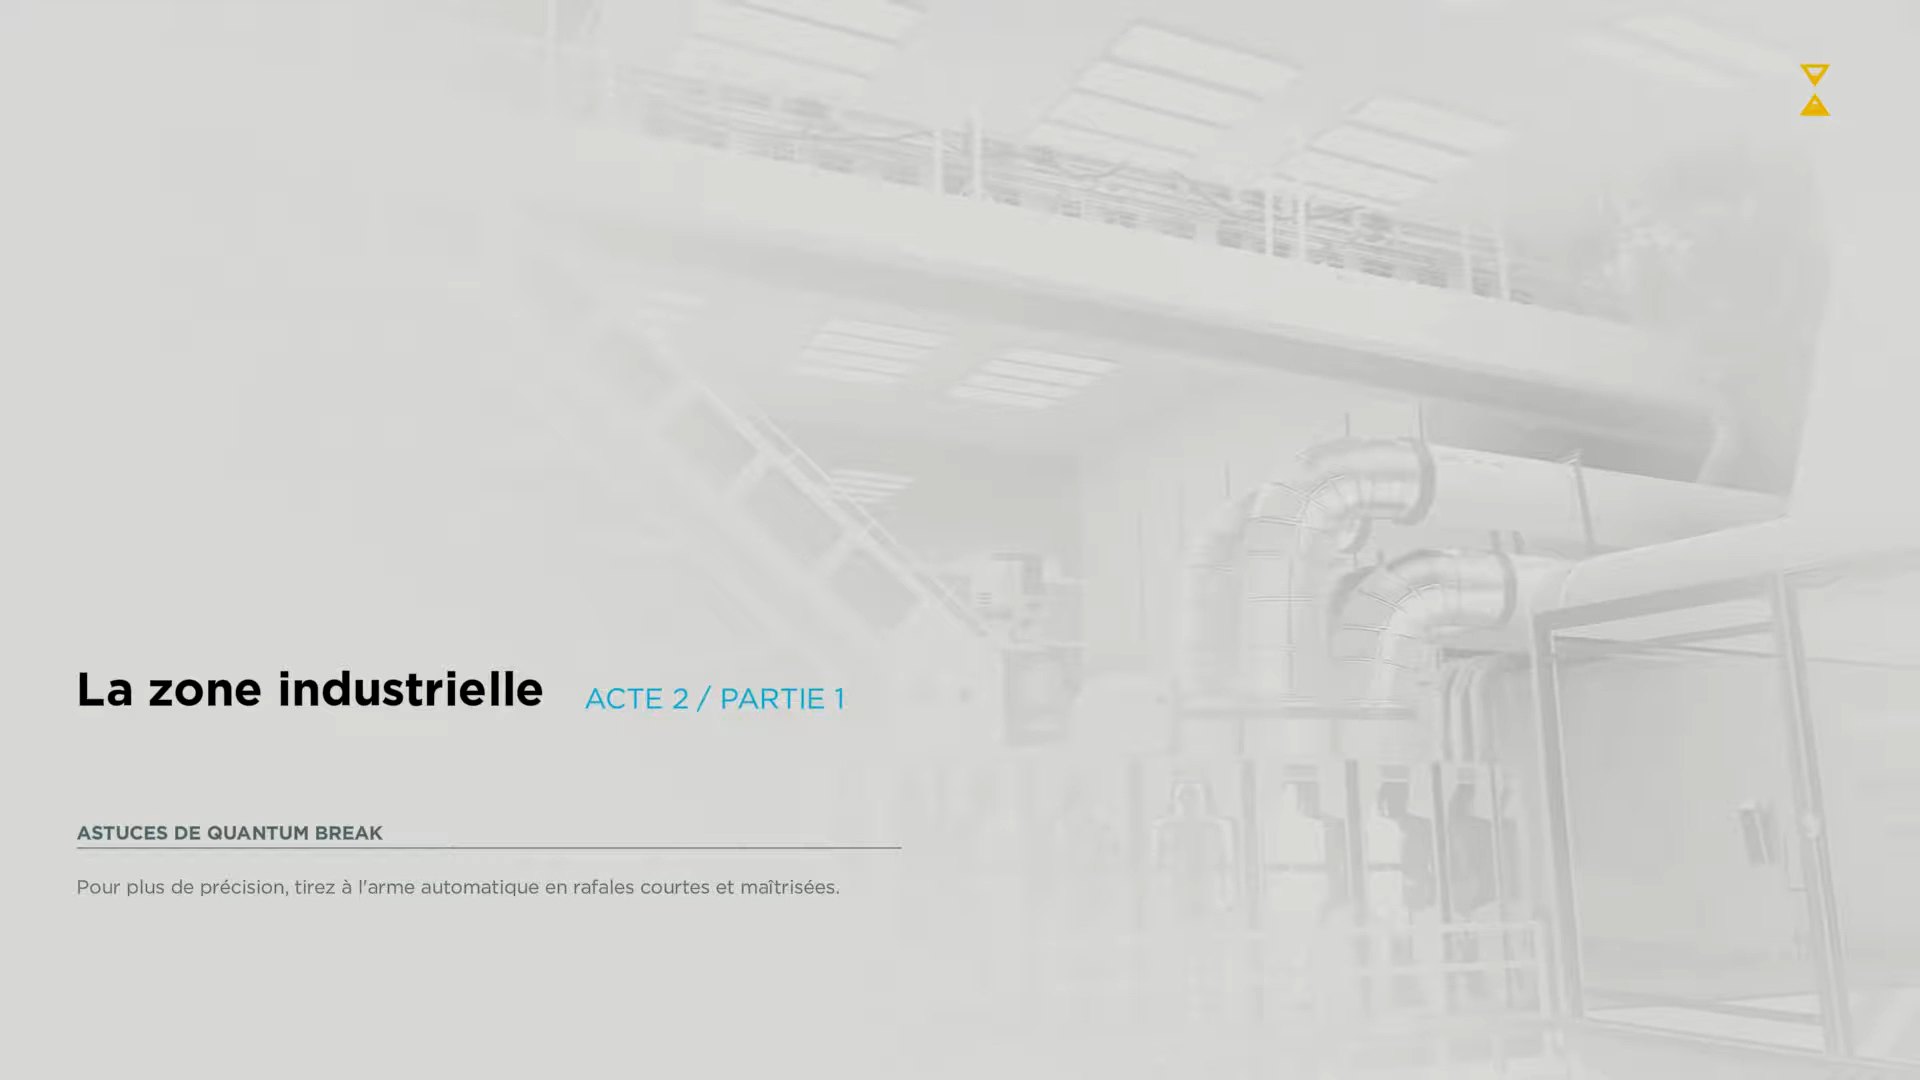 La zone industrielle ACTE 2 / PARTIE 1
ASTUCES DE QUANTUM BREAK
Pour plus de précision, tirez à l'arme automatique en rafales courtes et maîtrisées.